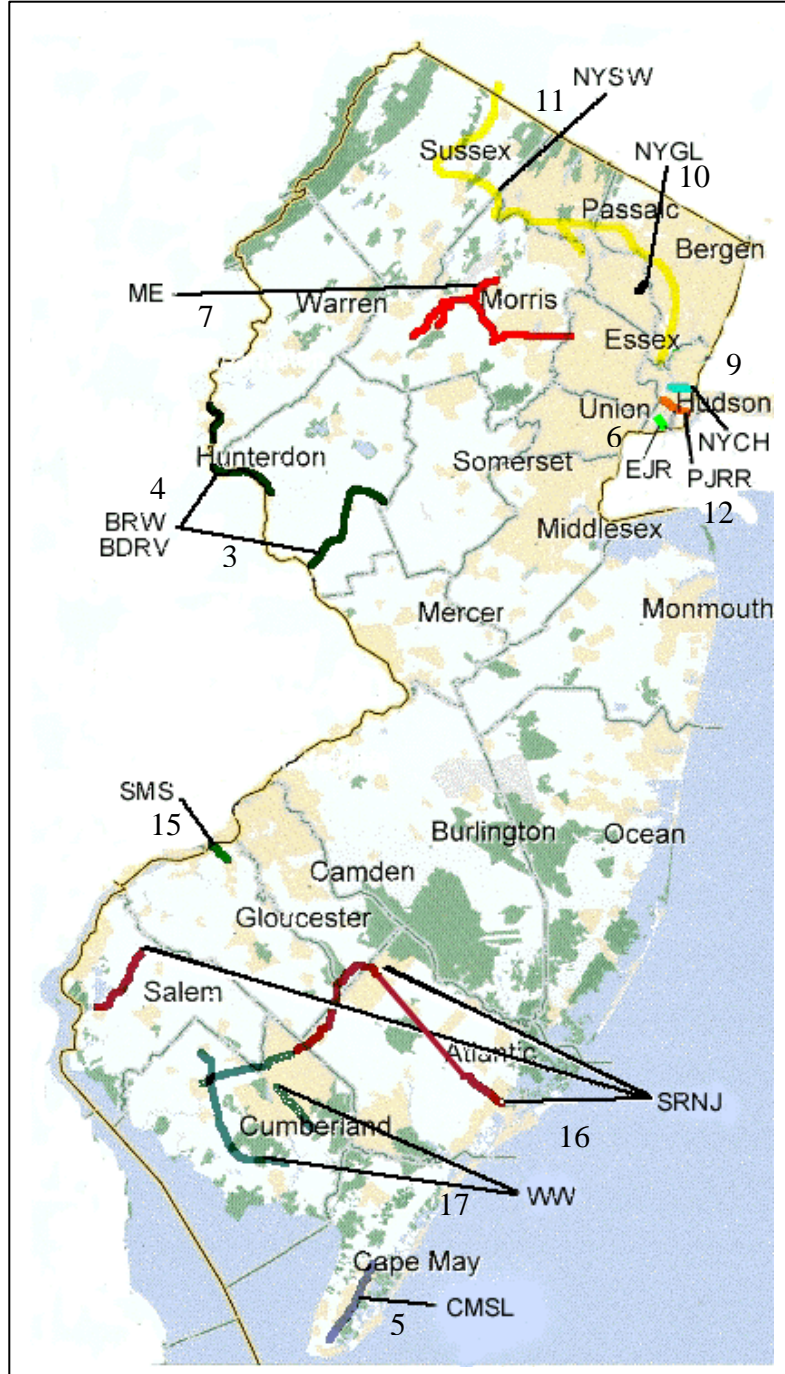 NYSW
11
Sussex
NYGL
10
Passaic
Bergen
ME
7
Warren
Morris
Essex
9
Union
Hudson
6
NYCH
EJR
PJRR
12
Hunterdon
Somerset
4
BRW
BDRV
3
Middlesex
Mercer
Monmouth
SMS
15
Burlington
Ocean
Camden
Gloucester
Salem
Atlantic
SRNJ
16
Cumberland
17
WW
Cape May
CMSL
5